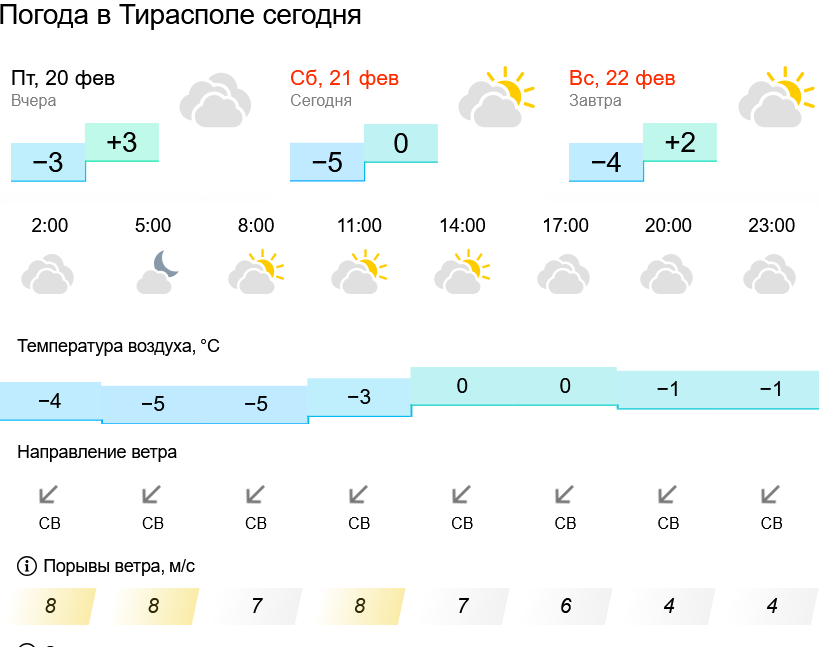 Погода в Тирасполе сегодня
Пт, 20 фев
Вчера
−3
+3
Сб, 21 фев
Сегодня
−5
0
Вс, 22 фев
Завтра
−4
+2
2:00 5:00 8:00 11:00 14:00 17:00 20:00 23:00
Температура воздуха, °C
−4 −5 −5 −3 0 0 −1 −1
Направление ветра
СВ СВ СВ СВ СВ СВ СВ СВ
Порывы ветра, м/с
8 8 7 8 7 6 4 4